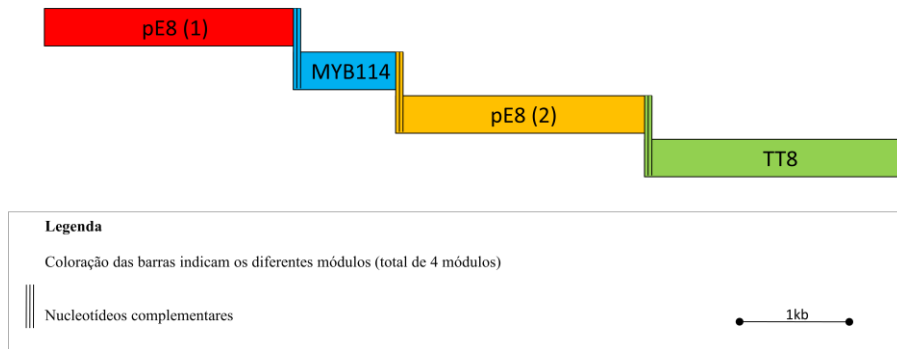 pE8 (1)
MYB114
pE8 (2)
TT8
Legenda
Coloração das barras indicam os diferentes módulos (total de 4 módulos)
Nucleotídeos complementares
1kb